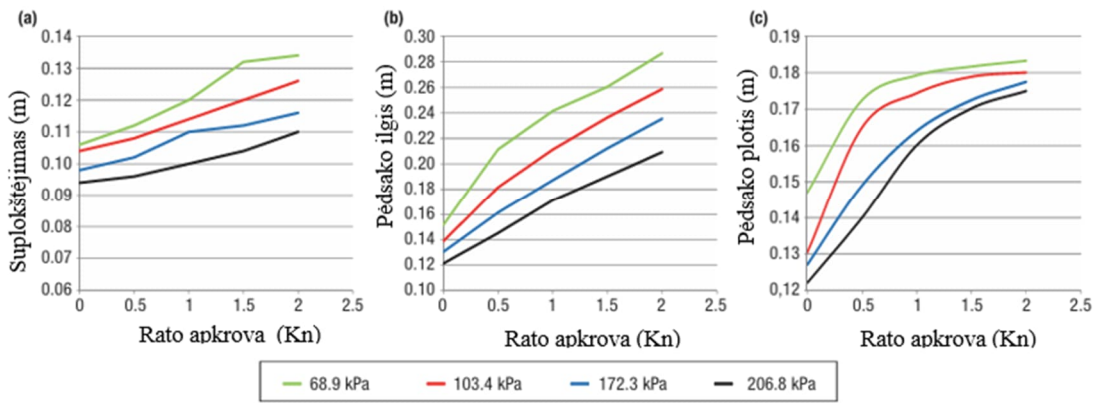 (a)
Suplokštėjimas (m)
0.14
0.13
0.12
0.11
0.10
0.09
0.08
0.07
0.06
0 0.5 1 1.5 2 2.5
Rato apkrova (Kn)
(b)
Pėdsako ilgis (m)
0.30
0.28
0.26
0.24
0.22
0.20
0.18
0.16
0.14
0.12
0.10
0 0.5 1 1.5 2 2.5
Rato apkrova (Kn)
(c)
Pėdsako plotis (m)
0.19
0.18
0.17
0.16
0.15
0.14
0.13
0,12
0, 0.5 1 1.5 2 2.5
Rato apkrova (Kn)
68.9 kPa 103.4 kPa 172.3 kPa 206.8 kPa